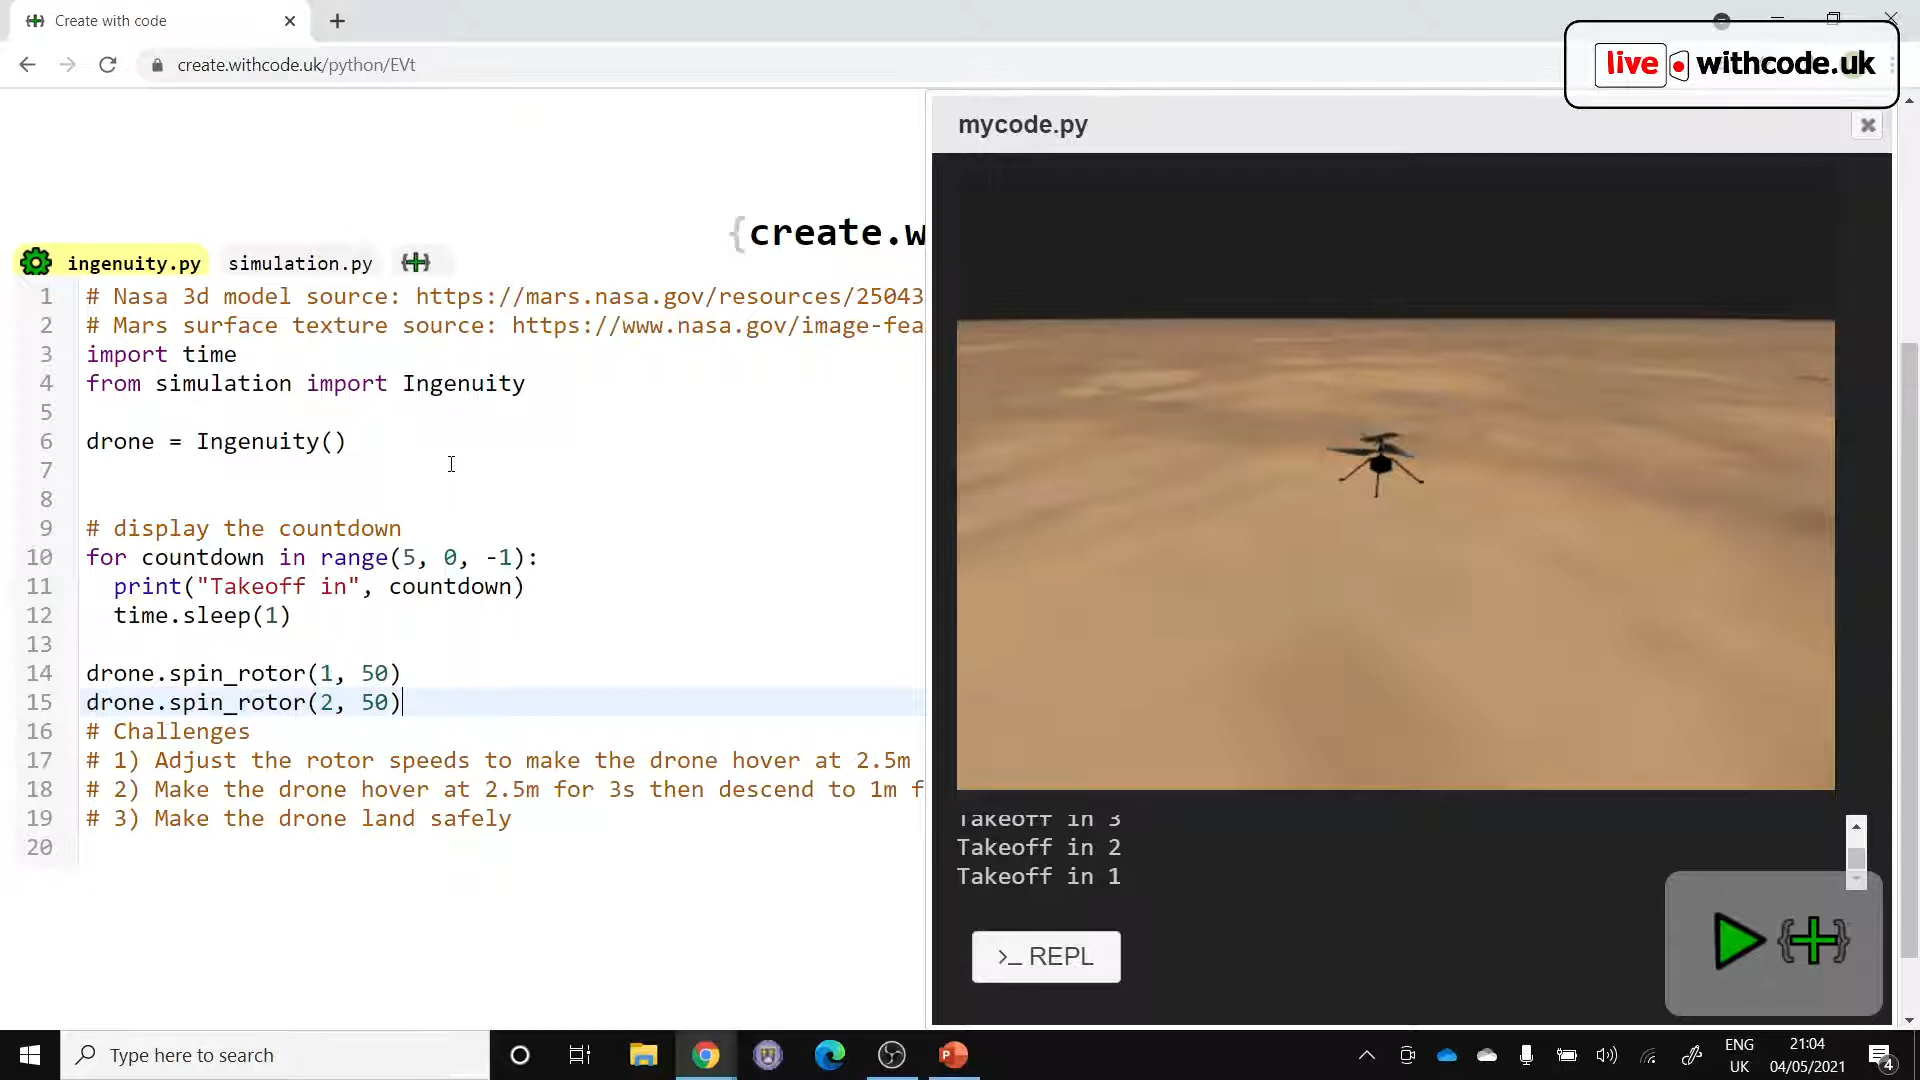 Create with code
create.withcode.uk/python/EVt
live withcode.uk
mycode.py
{create.w
ingenuity.py simulation.py {+}
1 # Nasa 3d model source: https://mars.nasa.gov/resources/25043
2 # Mars surface texture source: https://www.nasa.gov/image-fea
3 import time
4 from simulation import Ingenuity
5
6 drone = Ingenuity()
7
8
9 # display the countdown
10 for countdown in range(5, 0, -1):
11 print("Takeoff in", countdown)
12 time.sleep(1)
13
14 drone.spin_rotor(1, 50)
15 drone.spin_rotor(2, 50)
16 # Challenges
17 # 1) Adjust the rotor speeds to make the drone hover at 2.5m
18 # 2) Make the drone hover at 2.5m for 3s then descend to 1m f
19 # 3) Make the drone land safely
20
Takeoff in 3
Takeoff in 2
Takeoff in 1
>_ REPL
{+}
Type here to search
ENG
UK
21:04
04/05/2021
4